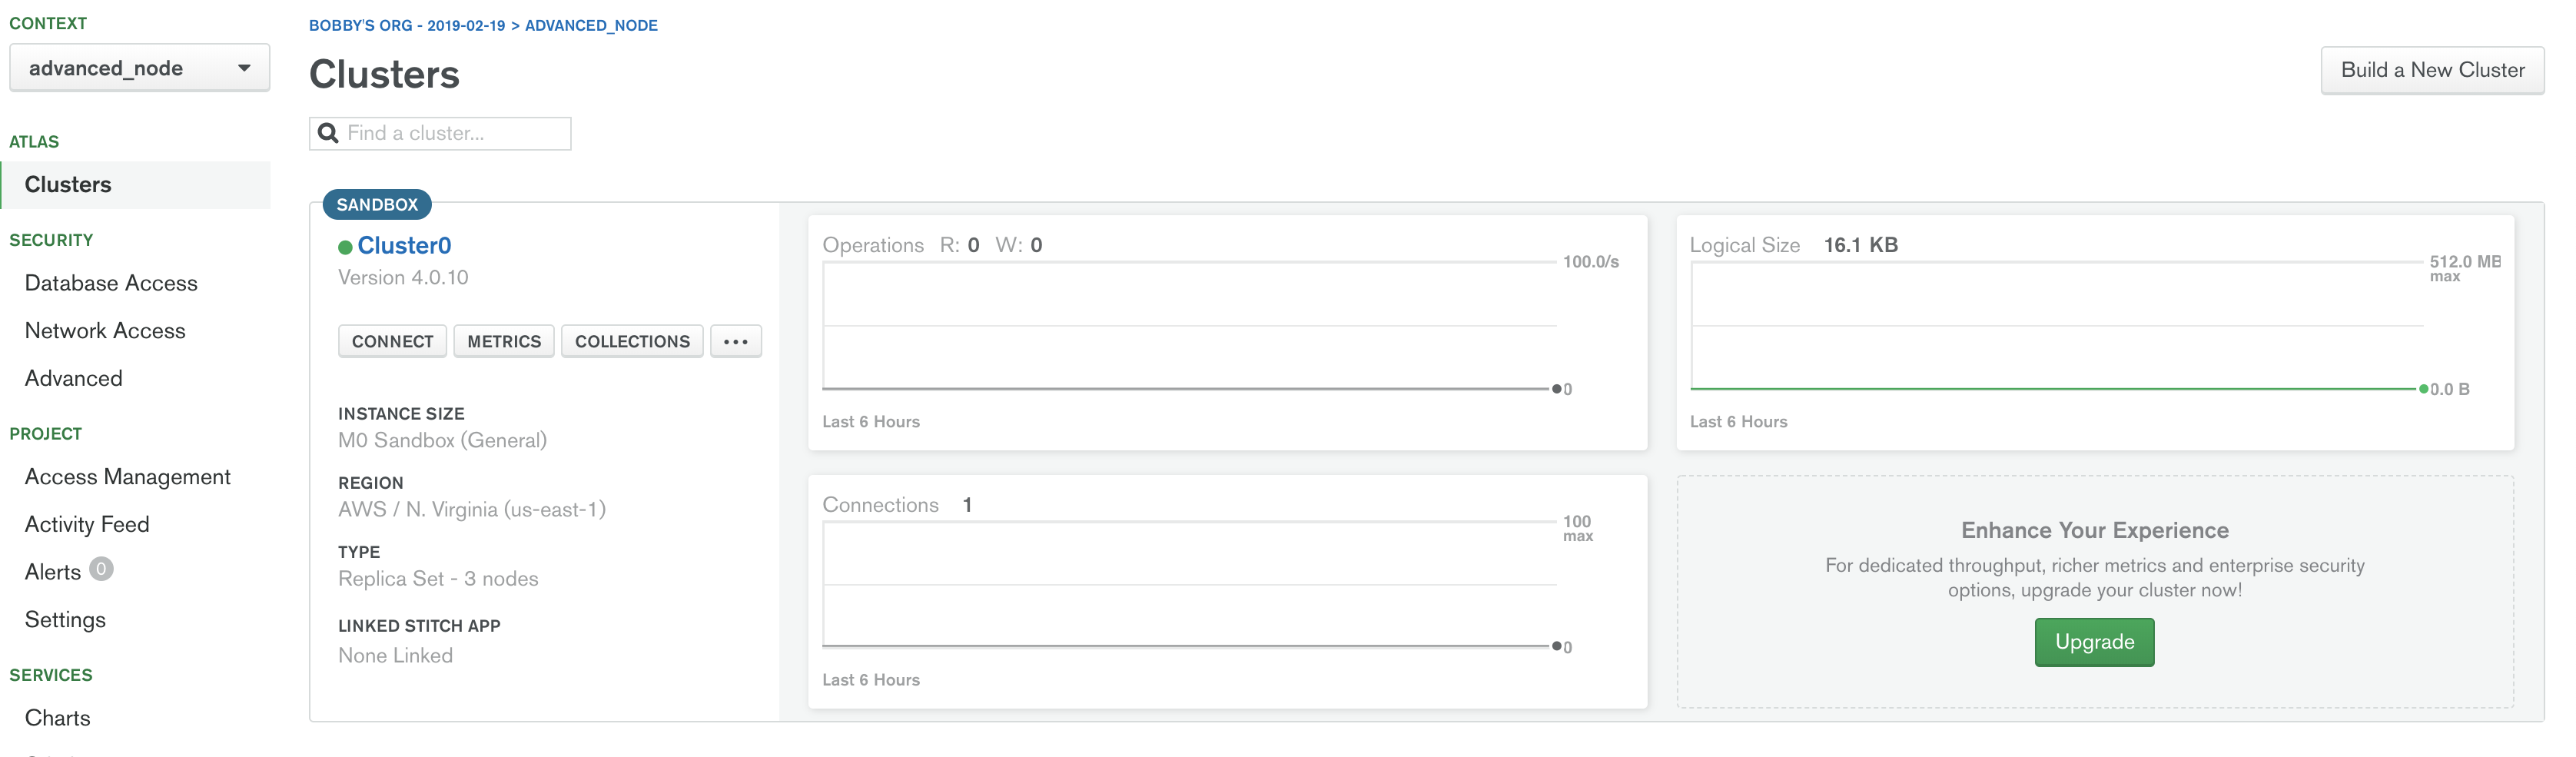 CONTEXT
advanced_node
ATLAS
Clusters
SECURITY
Database Access
Network Access
Advanced
PROJECT
Access Management
Activity Feed
Alerts 0
Settings
SERVICES
Charts
BOBBY'S ORG - 2019-02-19 > ADVANCED_NODE
Clusters
Build a New Cluster
Find a cluster...
SANDBOX
Cluster0
Version 4.0.10
CONNECT METRICS COLLECTIONS ...
INSTANCE SIZE
M0 Sandbox (General)
REGION
AWS / N. Virginia (us-east-1)
TYPE
Replica Set - 3 nodes
LINKED STITCH APP
None Linked
Operations R: 0 W: 0
100.0/s
0
Last 6 Hours
Logical Size 16.1 KB
512.0 MB
max
0.0 B
Last 6 Hours
Connections 1
100
max
0
Last 6 Hours
Enhance Your Experience
For dedicated throughput, richer metrics and enterprise security
options, upgrade your cluster now!
Upgrade